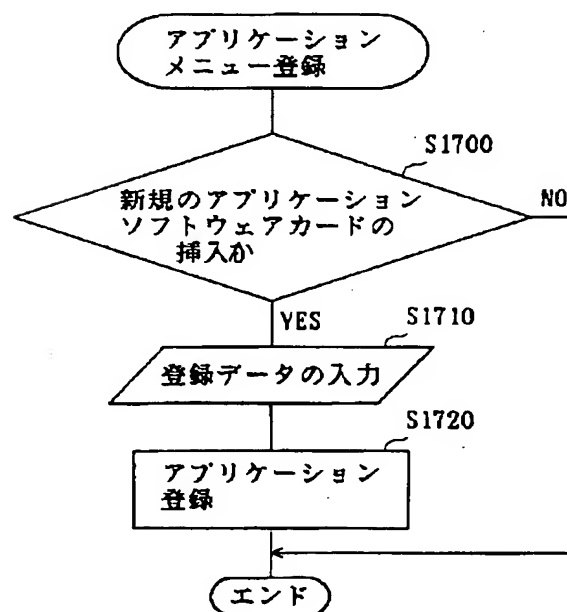 アプリケーション
メニュー登録
S1700
新規のアプリケーション
ソフトウェアカードの
挿入か
NO
YES
S1710
登録データの入力
S1720
アプリケーション
登録
エンド